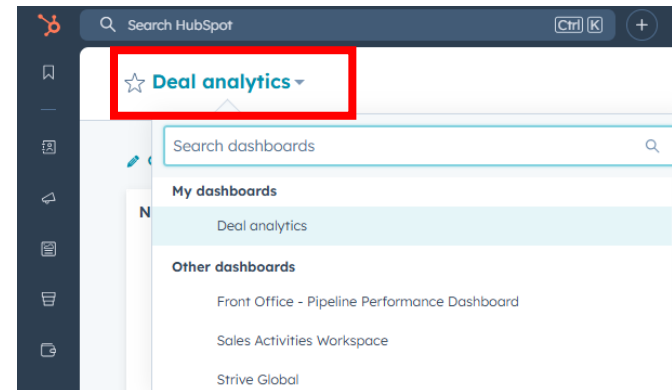 Search HubSpot
Ctrl K
+
Deal analytics
Search dashboards
My dashboards
N
Deal analytics
Other dashboards
Front Office - Pipeline Performance Dashboard
Sales Activities Workspace
Strive Global